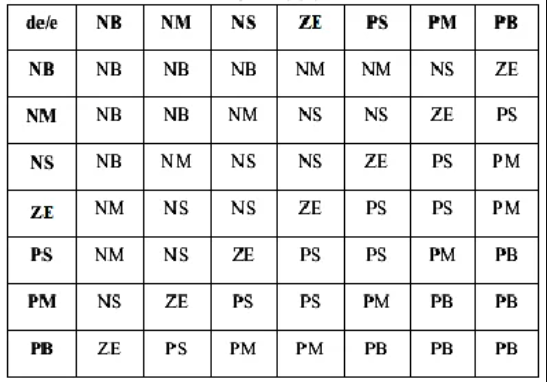 de/e NB NM NS ZE PS PM PB
NB NB NB NB NM NM NS ZE
NM NB NB NM NS NS ZE PS
NS NB NM NS NS ZE PS PM
ZE NM NS NS ZE PS PS PM
PS NM NS ZE PS PS PM PB
PM NS ZE PS PS PM PB PB
PB ZE PS PM PM PB PB PB